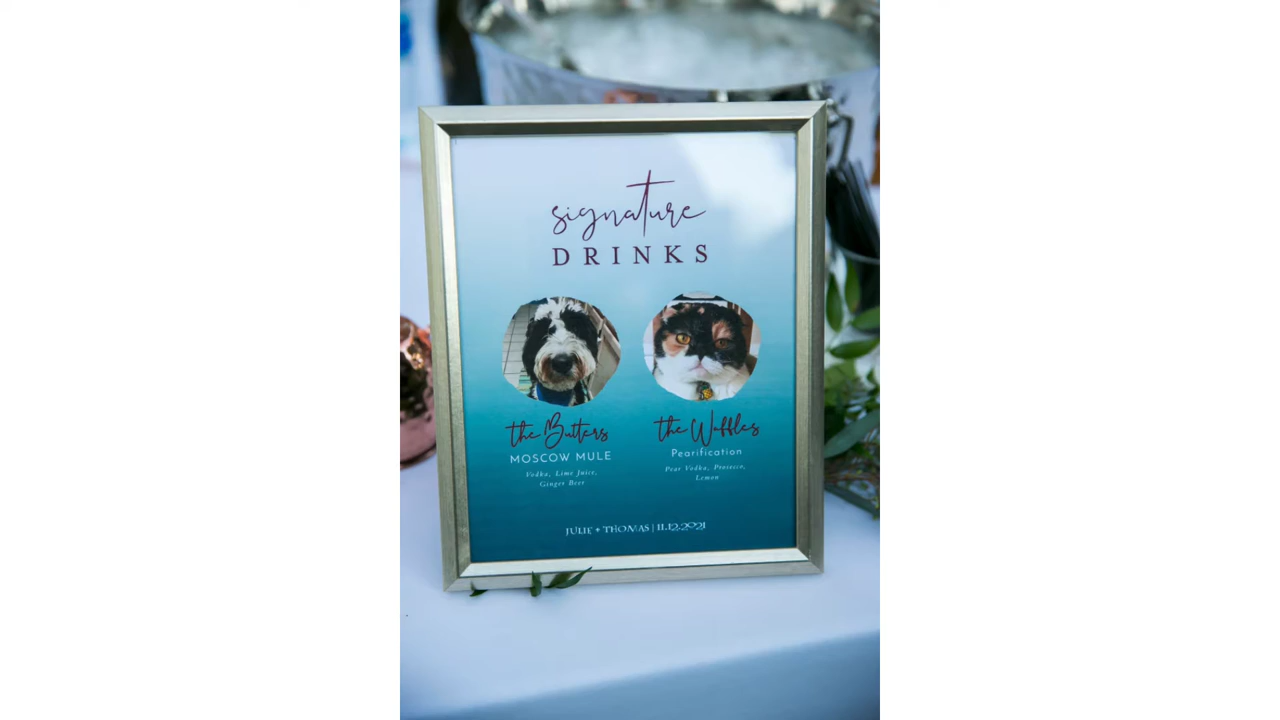 signature
DRINKS
the Butters
MOSCOW MULE
Vodka, Lime Juice,
Ginger Beer
the Waffles
Pearification
Pear Vodka, Prosecco,
Lemon
JULIE + THOMAS | 11.12.2021